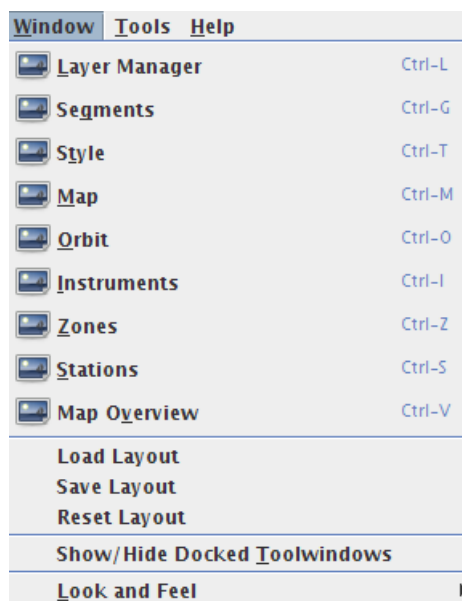 Window Tools Help
Layer Manager Ctrl-L
Segments Ctrl-G
Style Ctrl-T
Map Ctrl-M
Orbit Ctrl-O
Instruments Ctrl-I
Zones Ctrl-Z
Stations Ctrl-S
Map Overview Ctrl-V
Load Layout
Save Layout
Reset Layout
Show/Hide Docked Toolwindows
Look and Feel